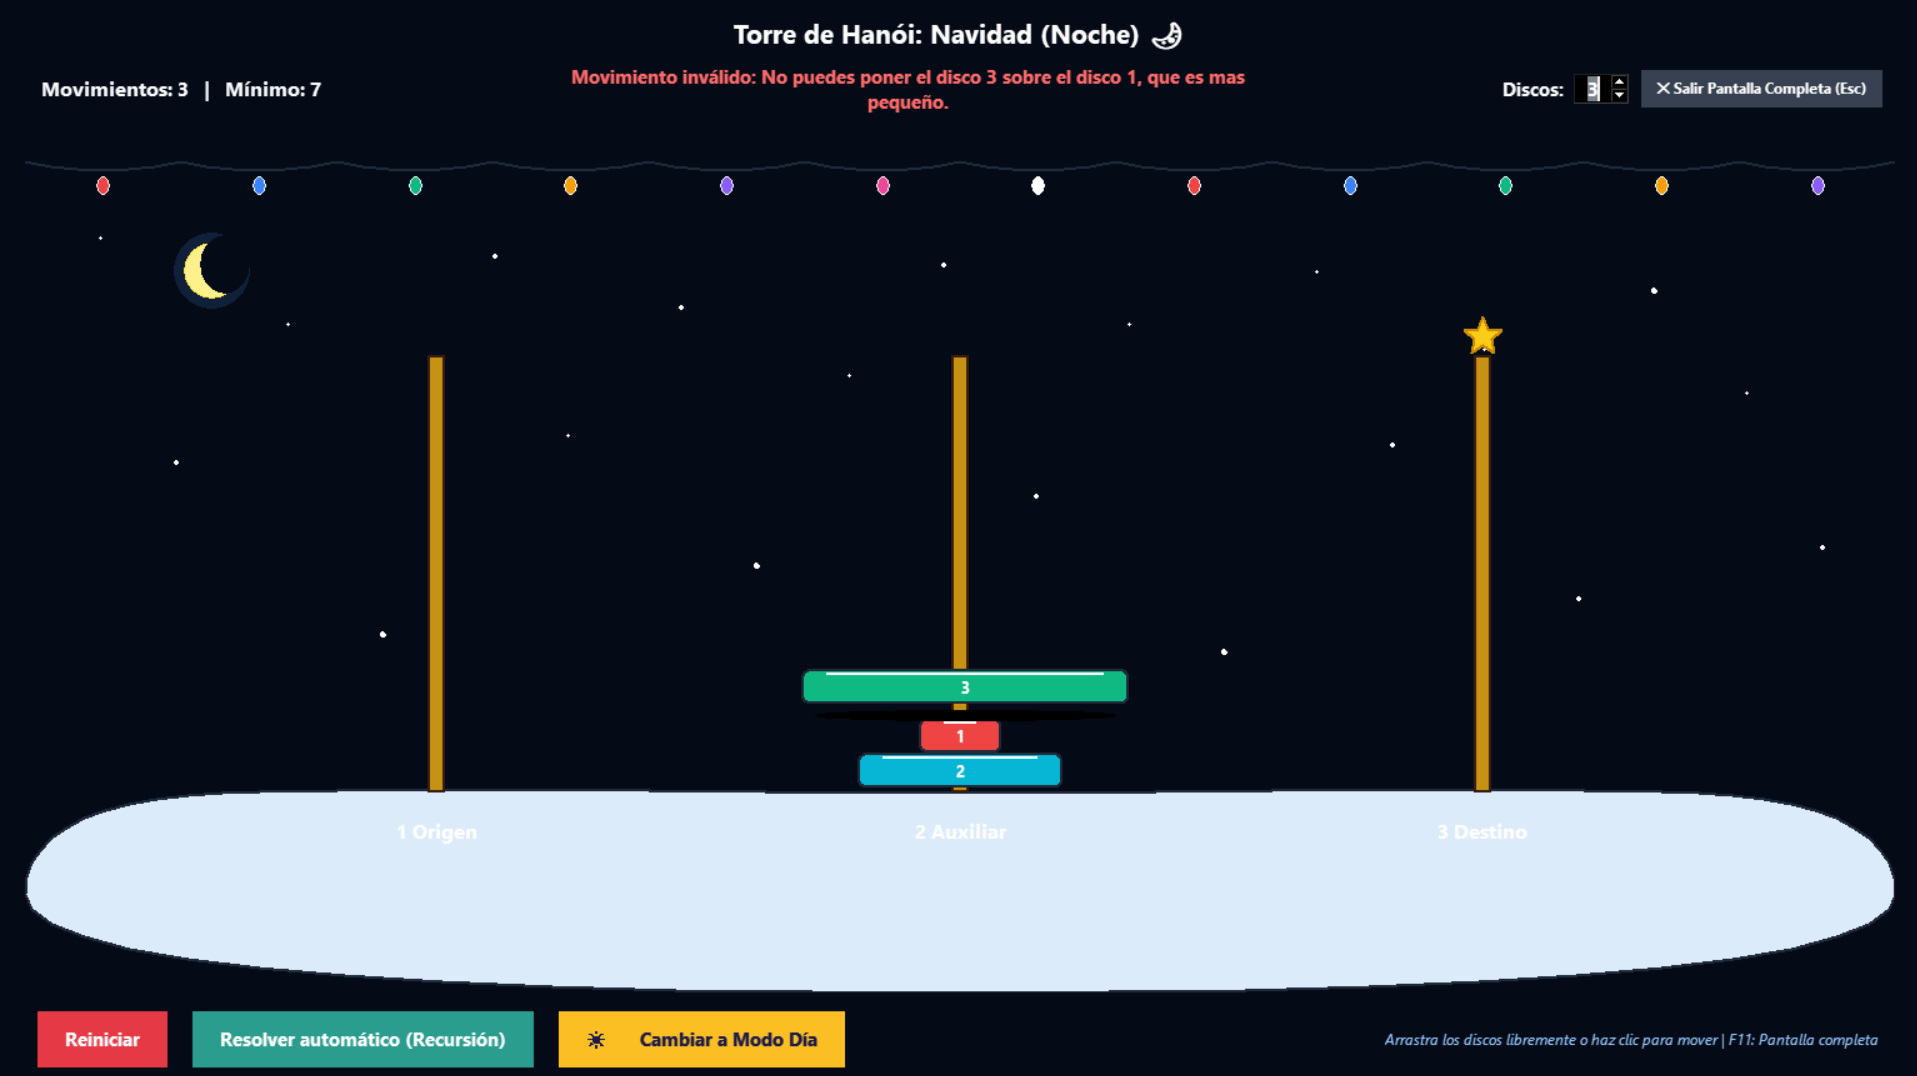 Torre de Hanói: Navidad (Noche) 🌙
Movimientos: 3 | Mínimo: 7
Movimiento inválido: No puedes poner el disco 3 sobre el disco 1, que es mas
pequeño.
Discos: 3
✕ Salir Pantalla Completa (Esc)
3
1
2
1 Origen
2 Auxiliar
3 Destino
Reiniciar
Resolver automático (Recursión)
☀ Cambiar a Modo Día
Arrastra los discos libremente o haz clic para mover | F11: Pantalla completa